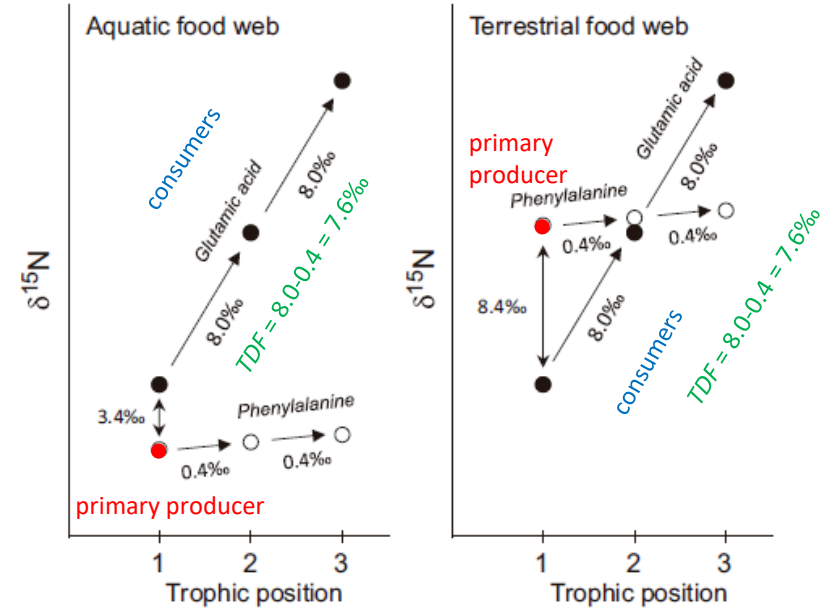 Aquatic food web
consumers
Glutamic acid
8.0‰
8.0‰
TDF = 8.0-0.4 = 7.6‰
3.4‰
Phenylalanine
0.4‰
0.4‰
primary producer
δ¹⁵N
1 2 3
Trophic position
Terrestrial food web
primary
producer
Phenylalanine
Glutamic acid
8.0‰
0.4‰
0.4‰
8.4‰
8.0‰
consumers
TDF = 8.0-0.4 = 7.6‰
δ¹⁵N
1 2 3
Trophic position